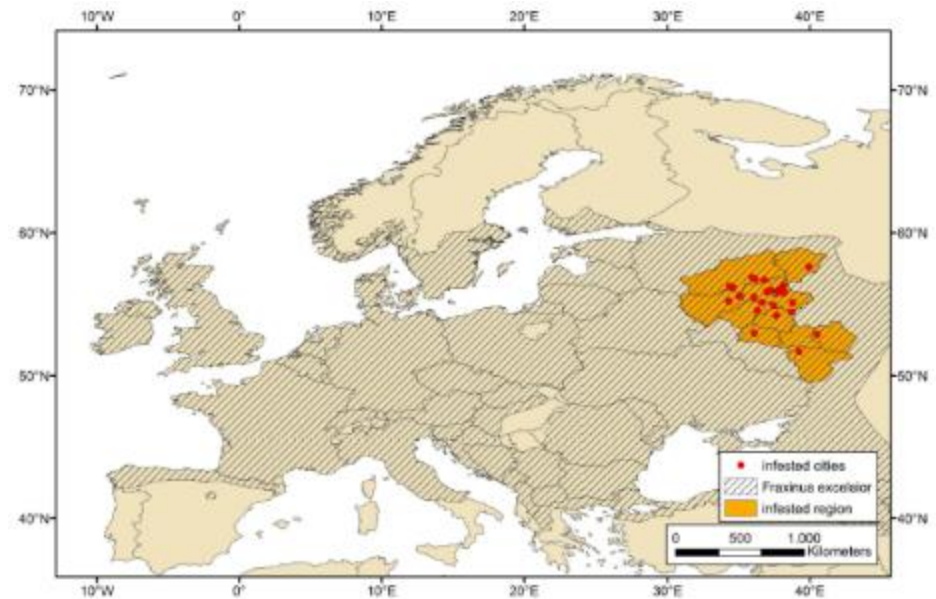 10°W 0° 10°E 20°E 30°E 40°E
70°N 70°N
60°N 60°N
50°N 50°N
infested cities
Fraxinus excelsior
infested region
40°N 40°N
0 500 1.000
Kilometers
10°W 0° 10°E 20°E 30°E 40°E